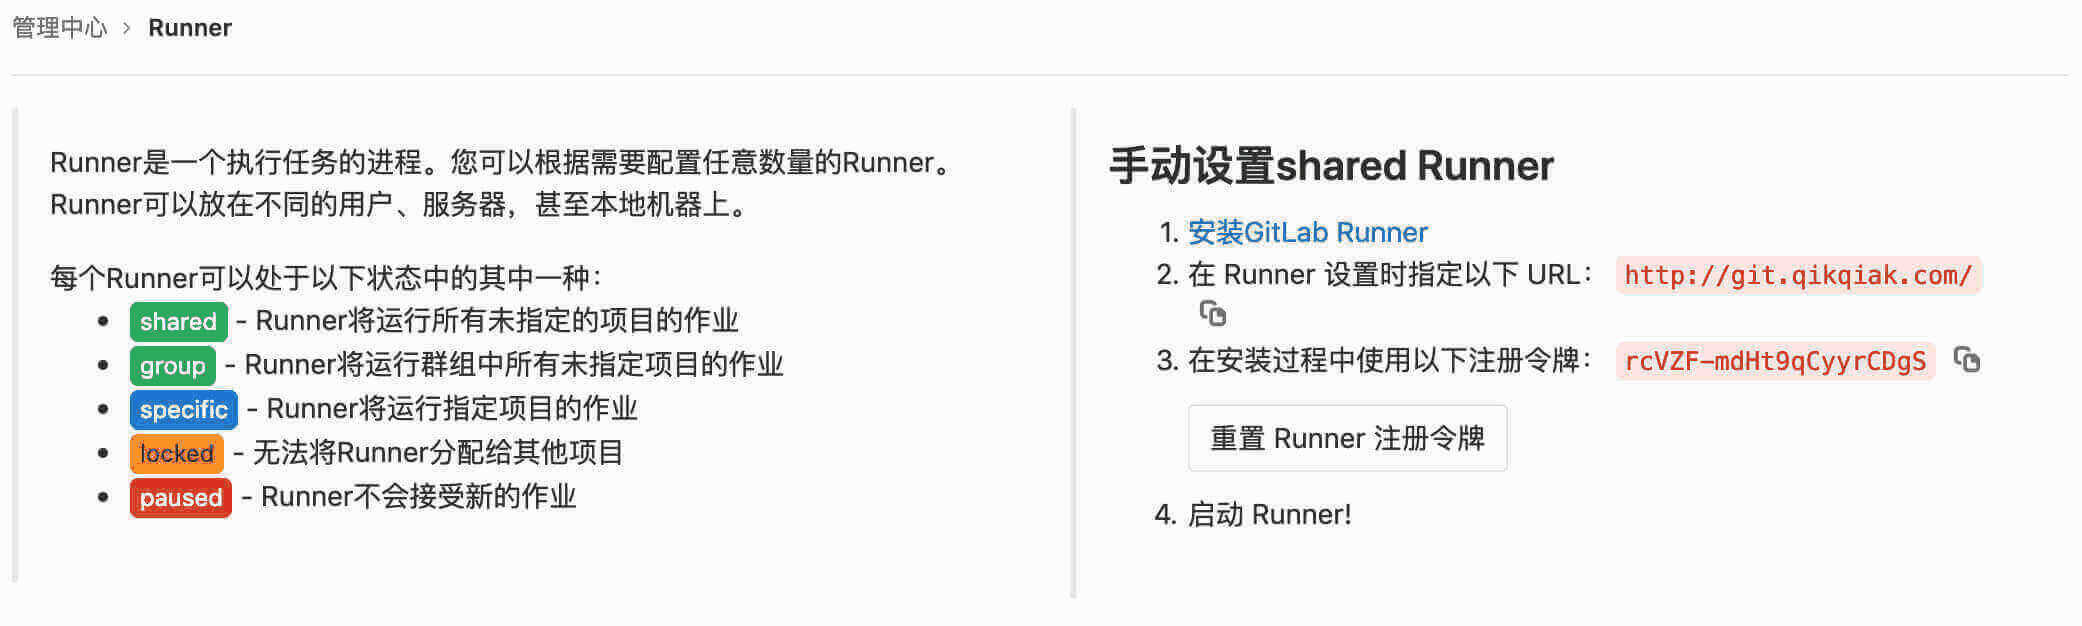 管理中心 › Runner
Runner是一个执行任务的进程。您可以根据需要配置任意数量的Runner。
Runner可以放在不同的用户、服务器，甚至本地机器上。
每个Runner可以处于以下状态中的其中一种：
• shared - Runner将运行所有未指定的项目的作业
• group - Runner将运行群组中所有未指定项目的作业
• specific - Runner将运行指定项目的作业
• locked - 无法将Runner分配给其他项目
• paused - Runner不会接受新的作业
手动设置shared Runner
1. 安装GitLab Runner
2. 在 Runner 设置时指定以下 URL： http://git.qikqiak.com/
3. 在安装过程中使用以下注册令牌： rcVZF-mdHt9qCyyrCDgS
重置 Runner 注册令牌
4. 启动 Runner!